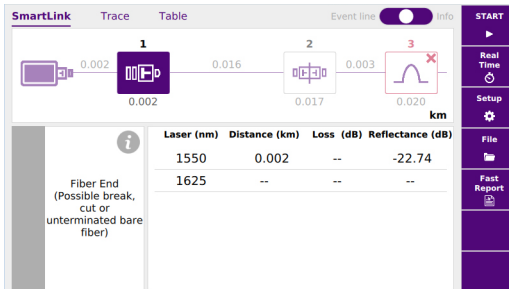 SmartLink Trace Table Event line Info
1 2 3
0.002 0.016 0.003
0.002 0.017 0.020
km
i
Fiber End
(Possible break,
cut or
unterminated bare
fiber)
Laser (nm) Distance (km) Loss (dB) Reflectance (dB)
1550 0.002 -- -22.74
1625 -- -- --
START
Real
Time
Setup
File
Fast
Report